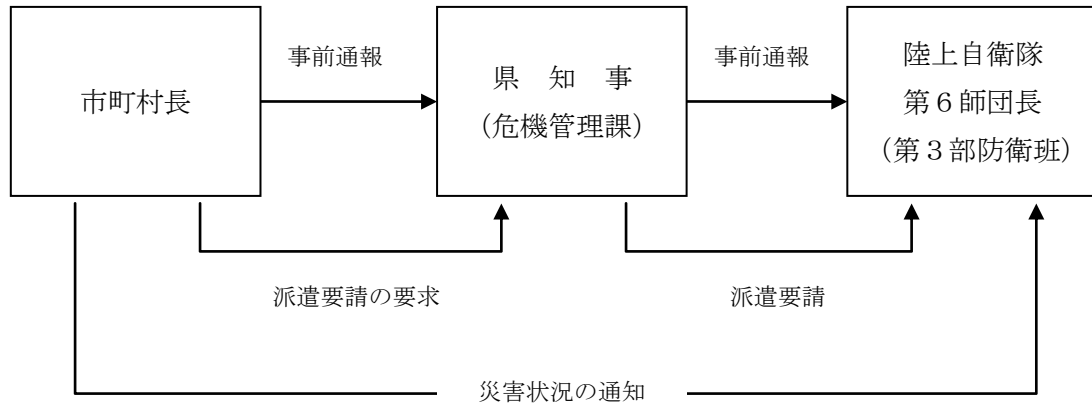 市町村長
事前通報
県　知　事
（危機管理課）
事前通報
陸上自衛隊
第６師団長
（第３部防衛班）
派遣要請の要求
派遣要請
災害状況の通知